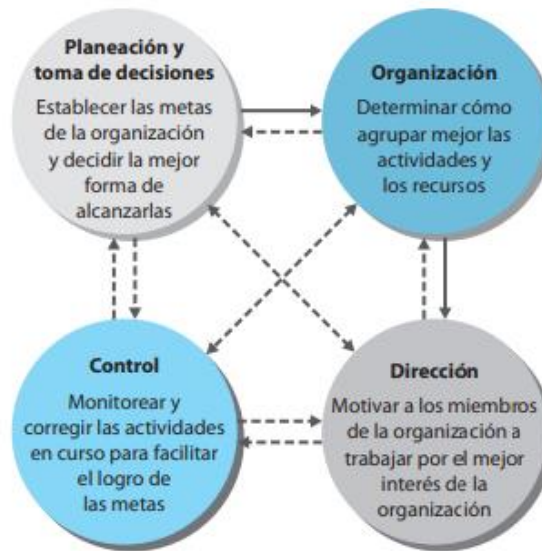 Planeación y
toma de decisiones
Establecer las metas
de la organización
y decidir la mejor
forma de
alcanzarlas
Organización
Determinar cómo
agrupar mejor las
actividades y
los recursos
Control
Monitorear y
corregir las actividades
en curso para facilitar
el logro de
las metas
Dirección
Motivar a los miembros
de la organización a
trabajar por el mejor
interés de la
organización